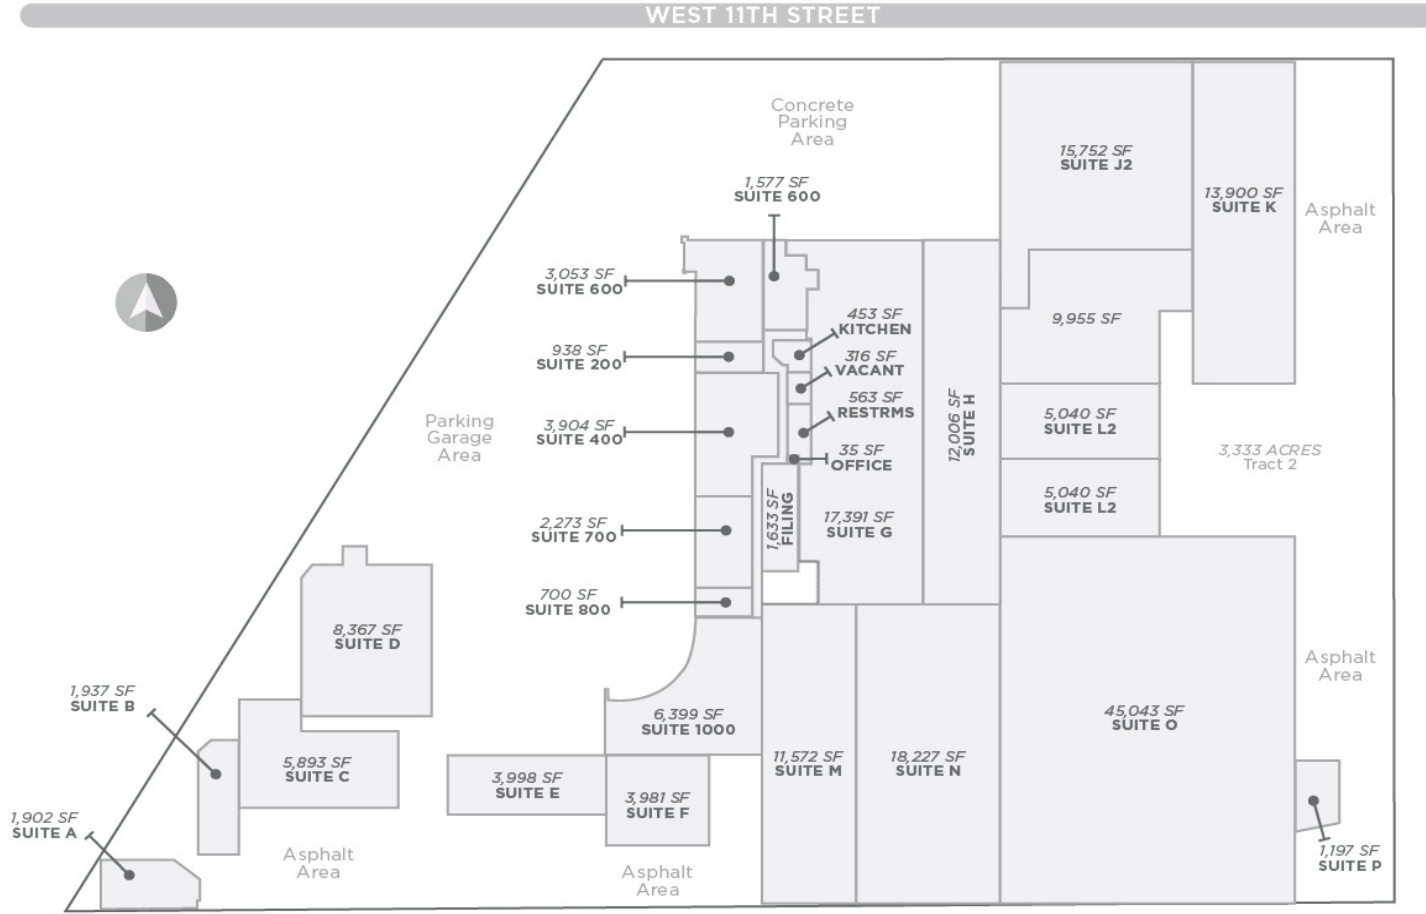 WEST 11TH STREET
Concrete
Parking
Area
15,752 SF
SUITE J2
13,900 SF
SUITE K
Asphalt
Area
1,577 SF
SUITE 600
3,053 SF
SUITE 600
938 SF
SUITE 200
453 SF
KITCHEN
316 SF
VACANT
9,955 SF
3,904 SF
SUITE 400
563 SF
RESTRMS
35 SF
OFFICE
12,006 SF
SUITE H
5,040 SF
SUITE L2
3,333 ACRES
Tract 2
Parking
Garage
Area
5,040 SF
SUITE L2
2,273 SF
SUITE 700
1,633 SF
FILING
17,391 SF
SUITE G
700 SF
SUITE 800
8,367 SF
SUITE D
Asphalt
Area
1,937 SF
SUITE B
6,399 SF
SUITE 1000
45,043 SF
SUITE O
5,893 SF
SUITE C
3,998 SF
SUITE E
3,981 SF
SUITE F
11,572 SF
SUITE M
18,227 SF
SUITE N
1,902 SF
SUITE A
Asphalt
Area
Asphalt
Area
1,197 SF
SUITE P